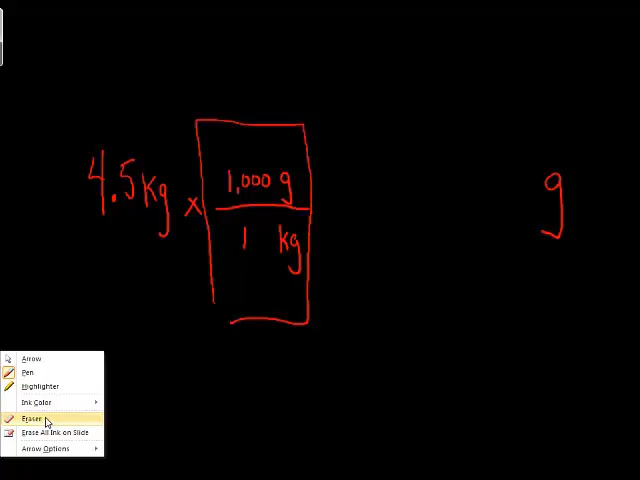 4.5 kg x 1,000 g g
1 kg
Arrow
Pen
Highlighter
Ink Color
Eraser
Erase All Ink on Slide
Arrow Options